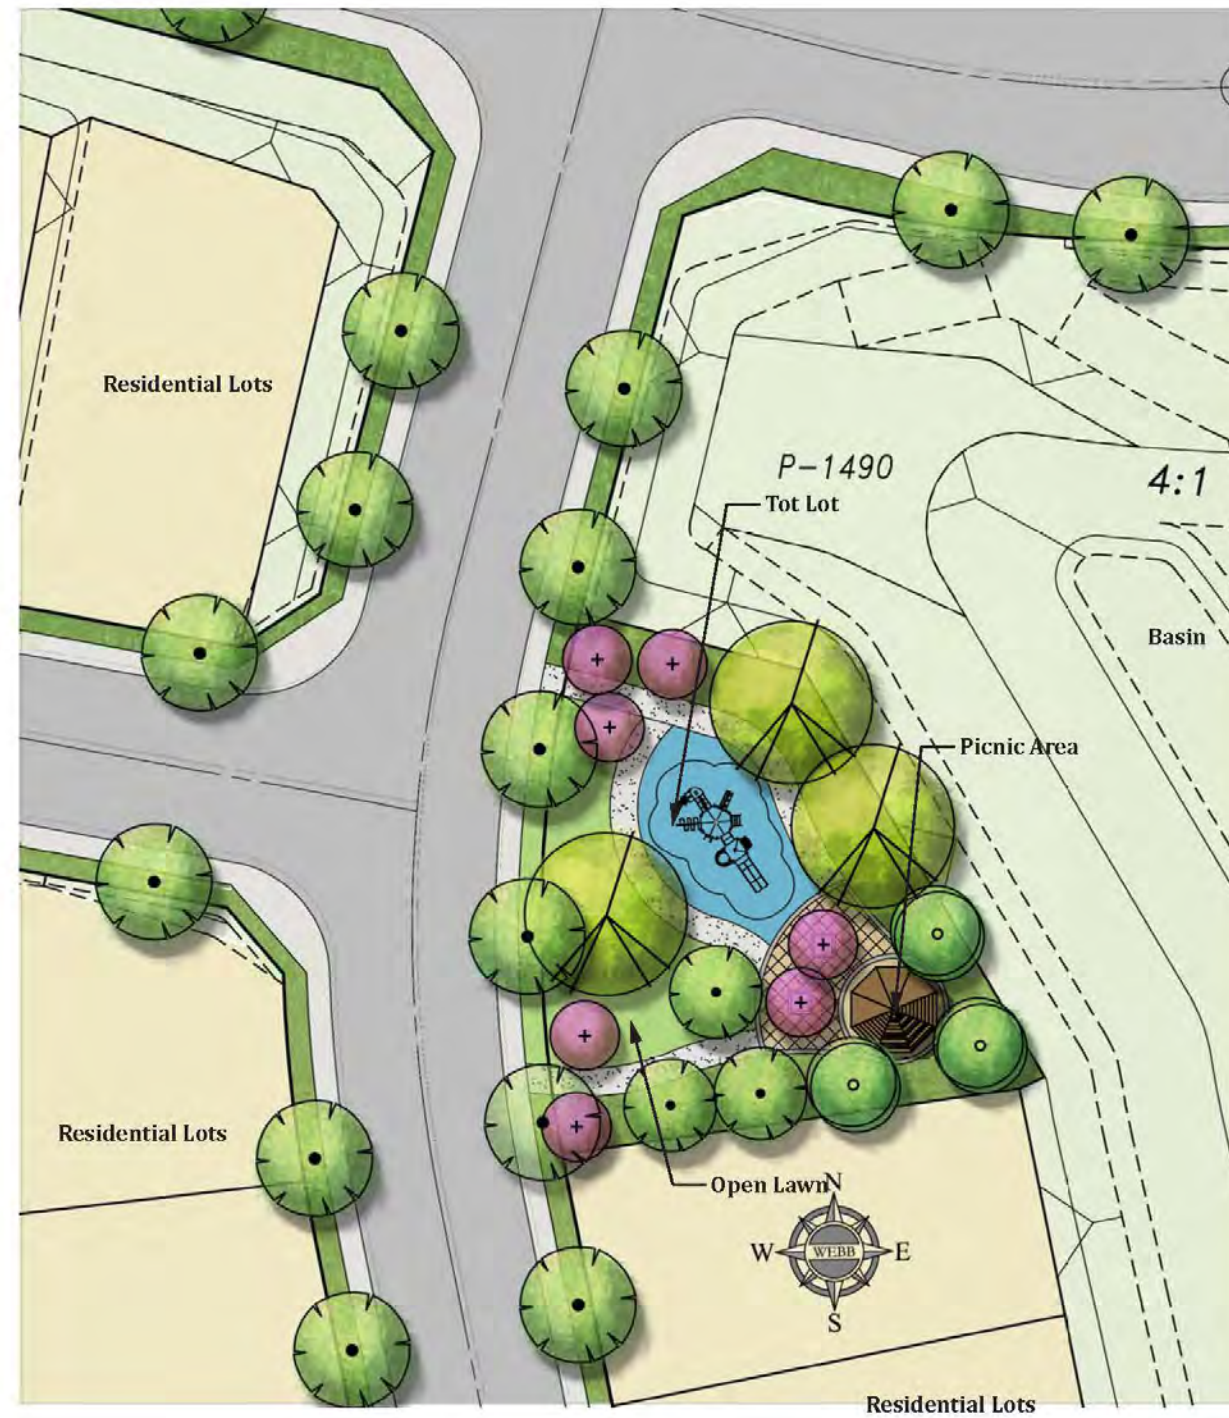 Residential Lots
P-1490
4:1
Tot Lot
Basin
Picnic Area
Residential Lots
Open Lawn
N
W WEBB E
S
Residential Lots